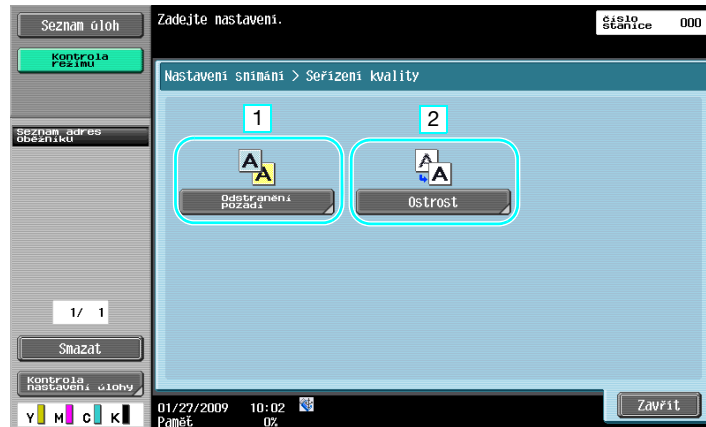 Seznam úloh
Kontrola
režimu
Seznam adres
oběžníku
1/ 1
Smazat
Kontrola
nastavení úlohy
Y M C K
Zadejte nastavení.
číslo
stanice 000
Nastavení snímání > Seřízení kvality
1
2
A A
A A
Odstranění
pozadí
Ostrost
01/27/2009 10:02
Paměť 0%
Zavřít